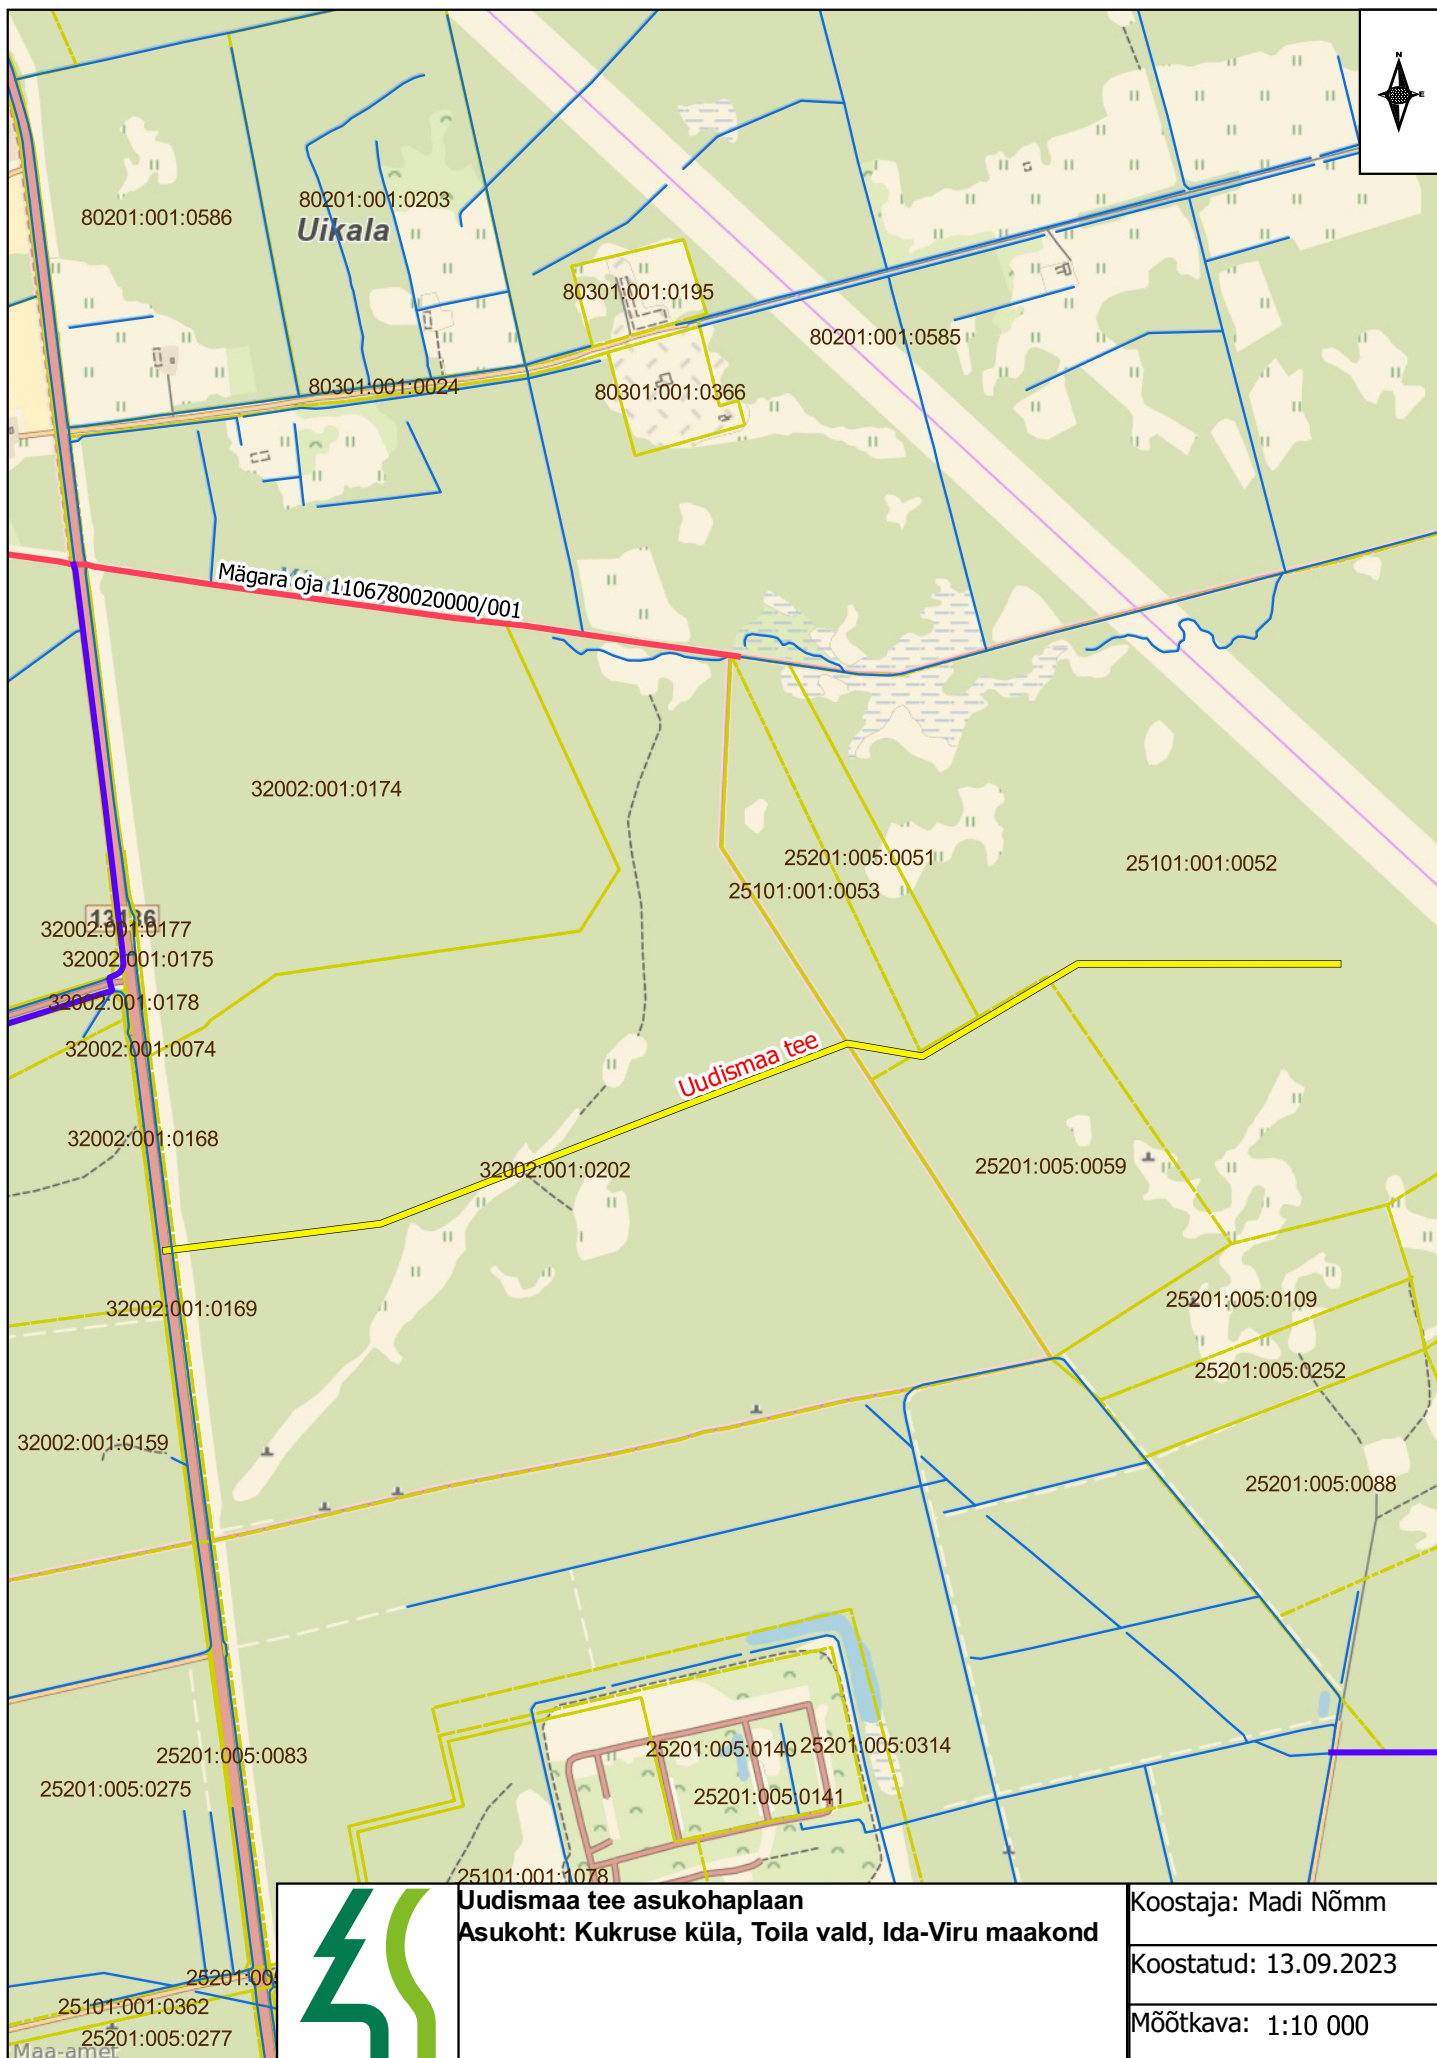 N
E
80201:001:0586
80201:001:0203
Uikala
80301:001:0195
80201:001:0585
80301:001:0024
80301:001:0366
Mägara oja 1106780020000/001
32002:001:0174
25201:005:0051
25101:001:0053
25101:001:0052
32002:001:0177
32002:001:0175
32002:001:0178
32002:001:0074
Uudismaa tee
32002:001:0168
32002:001:0202
25201:005:0059
32002:001:0169
25201:005:0109
25201:005:0252
32002:001:0159
25201:005:0088
25201:005:0083
25201:005:0140
25201:005:0314
25201:005:0275
25201:005:0141
25101:001:1078
Uudismaa tee asukohaplaan
Asukoht: Kukruse küla, Toila vald, Ida-Viru maakond
Koostaja: Madi Nõmm
Koostatud: 13.09.2023
Mõõtkava: 1:10 000
25101:001:0362
25201:005:0277
Maa-amet